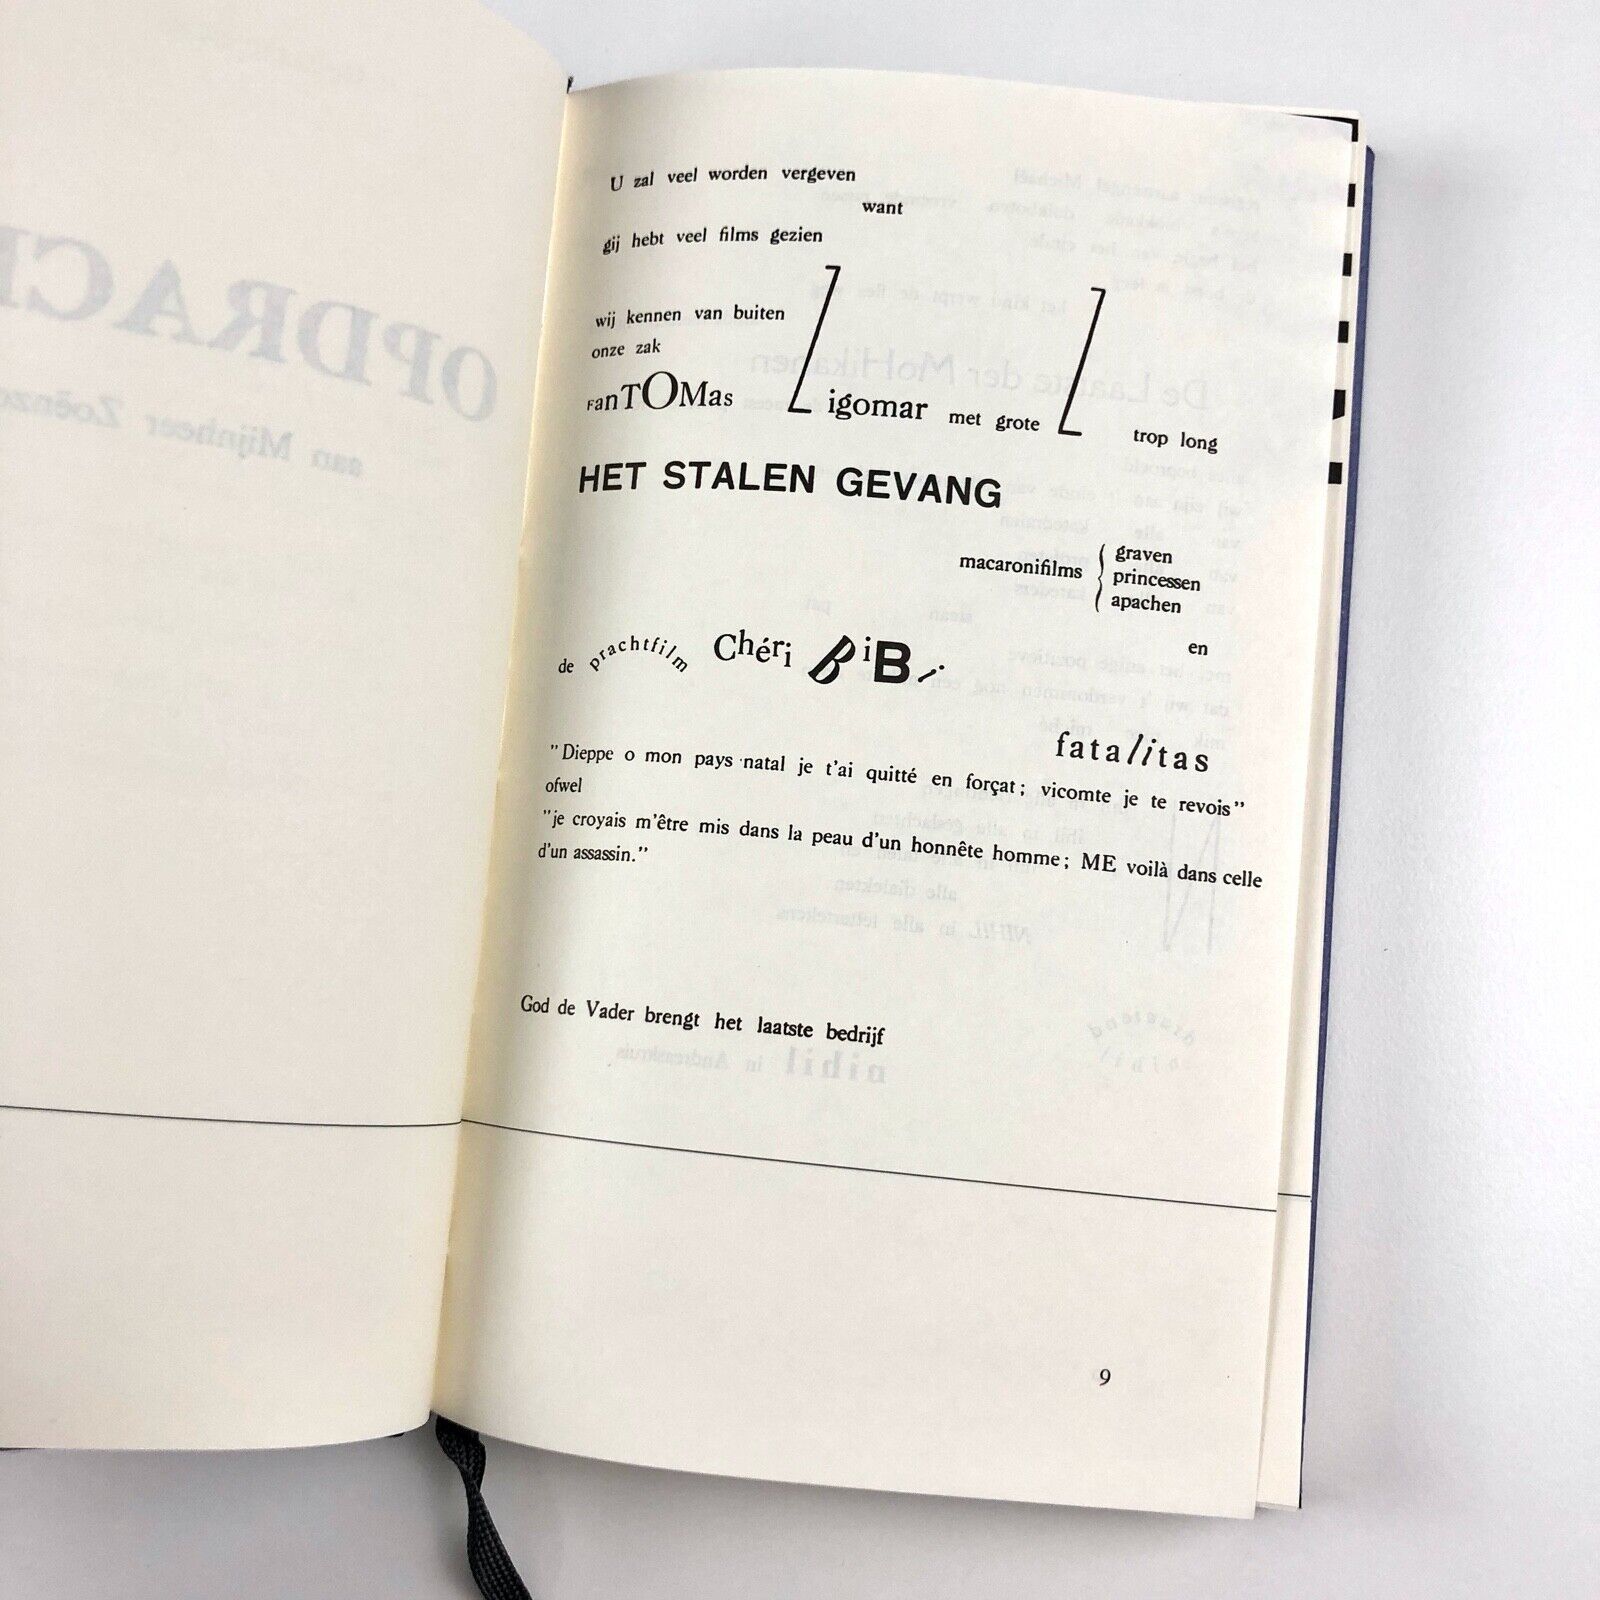 U zal veel worden vergeven
want
gij hebt veel films gezien
wij kennen van buiten
onze zak
FanTOMas Zigomar met grote Z trop long
HET STALEN GEVANG
macaronifilms { graven
princessen
apachen
en
de prachtfilm Chéri BiBi
fatalitas
"Dieppe o mon pays natal je t'ai quitté en forçat; vicomte je te revois"
ofwel
"je croyais m'être mis dans la peau d'un honnête homme; ME voilà dans celle
d'un assassin."
God de Vader brengt het laatste bedrijf
9